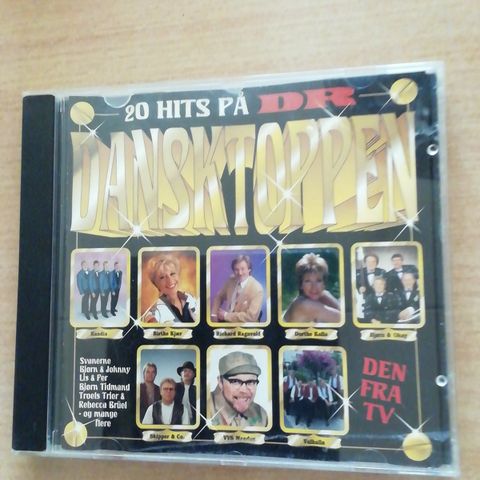 20 HITS PÅ DR
DANSKTOPPEN
Kandis
Birthe Kjær
Richard Ragnvald
Dorthe Kollo
Bjørn & Okay
Svanerne
Bjørn & Johnny
Lis & Per
Bjørn Tidmand
Troels Trier &
Rebecca Brüel
- og mange
flere
Skipper & Co.
Valhalla
DEN
FRA
TV